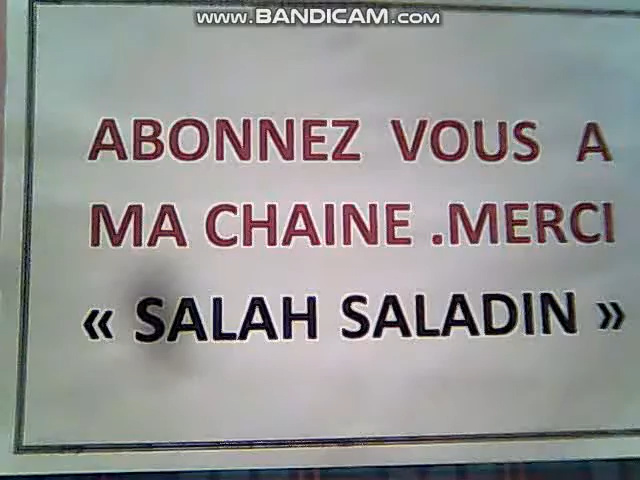 www.BANDICAM.com
ABONNEZ VOUS A
MA CHAINE .MERCI
« SALAH SALADIN »